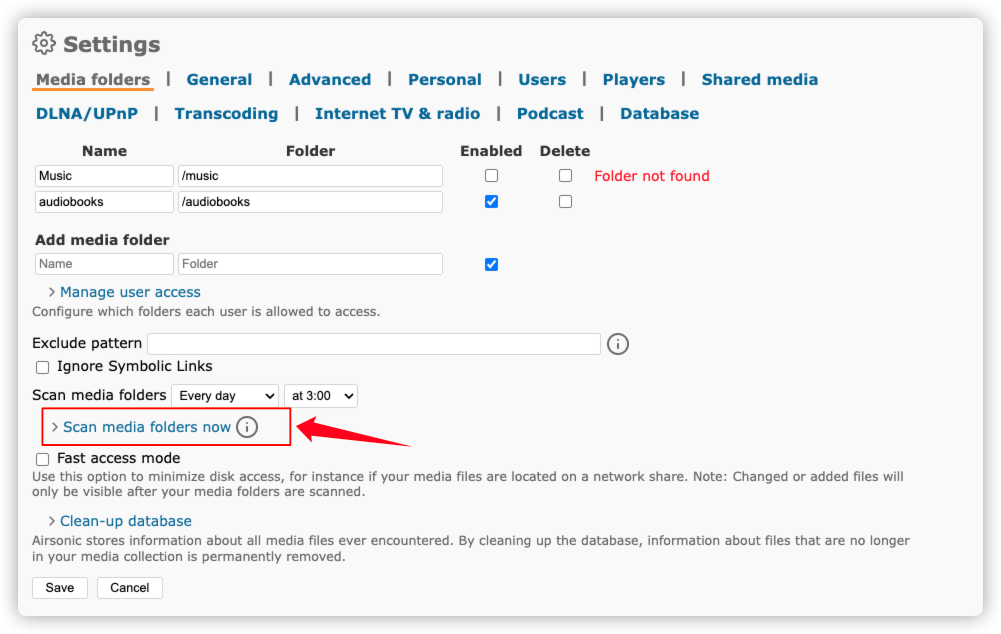 Settings
Media folders | General | Advanced | Personal | Users | Players | Shared media
DLNA/UPnP | Transcoding | Internet TV & radio | Podcast | Database
Name Folder Enabled Delete
Music /music Folder not found
audiobooks /audiobooks
Add media folder
Name Folder
Manage user access
Configure which folders each user is allowed to access.
Exclude pattern
Ignore Symbolic Links
Scan media folders Every day at 3:00
Scan media folders now
Fast access mode
Use this option to minimize disk access, for instance if your media files are located on a network share. Note: Changed or added files will
only be visible after your media folders are scanned.
Clean-up database
Airsonic stores information about all media files ever encountered. By cleaning up the database, information about files that are no longer
in your media collection is permanently removed.
Save Cancel